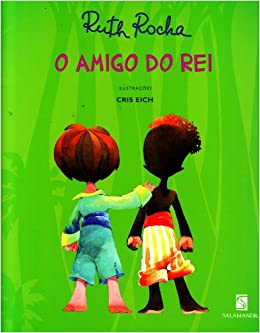 Ruth Rocha
O AMIGO DO REI
ILUSTRAÇÕES
CRIS EICH
SALAMANDRA